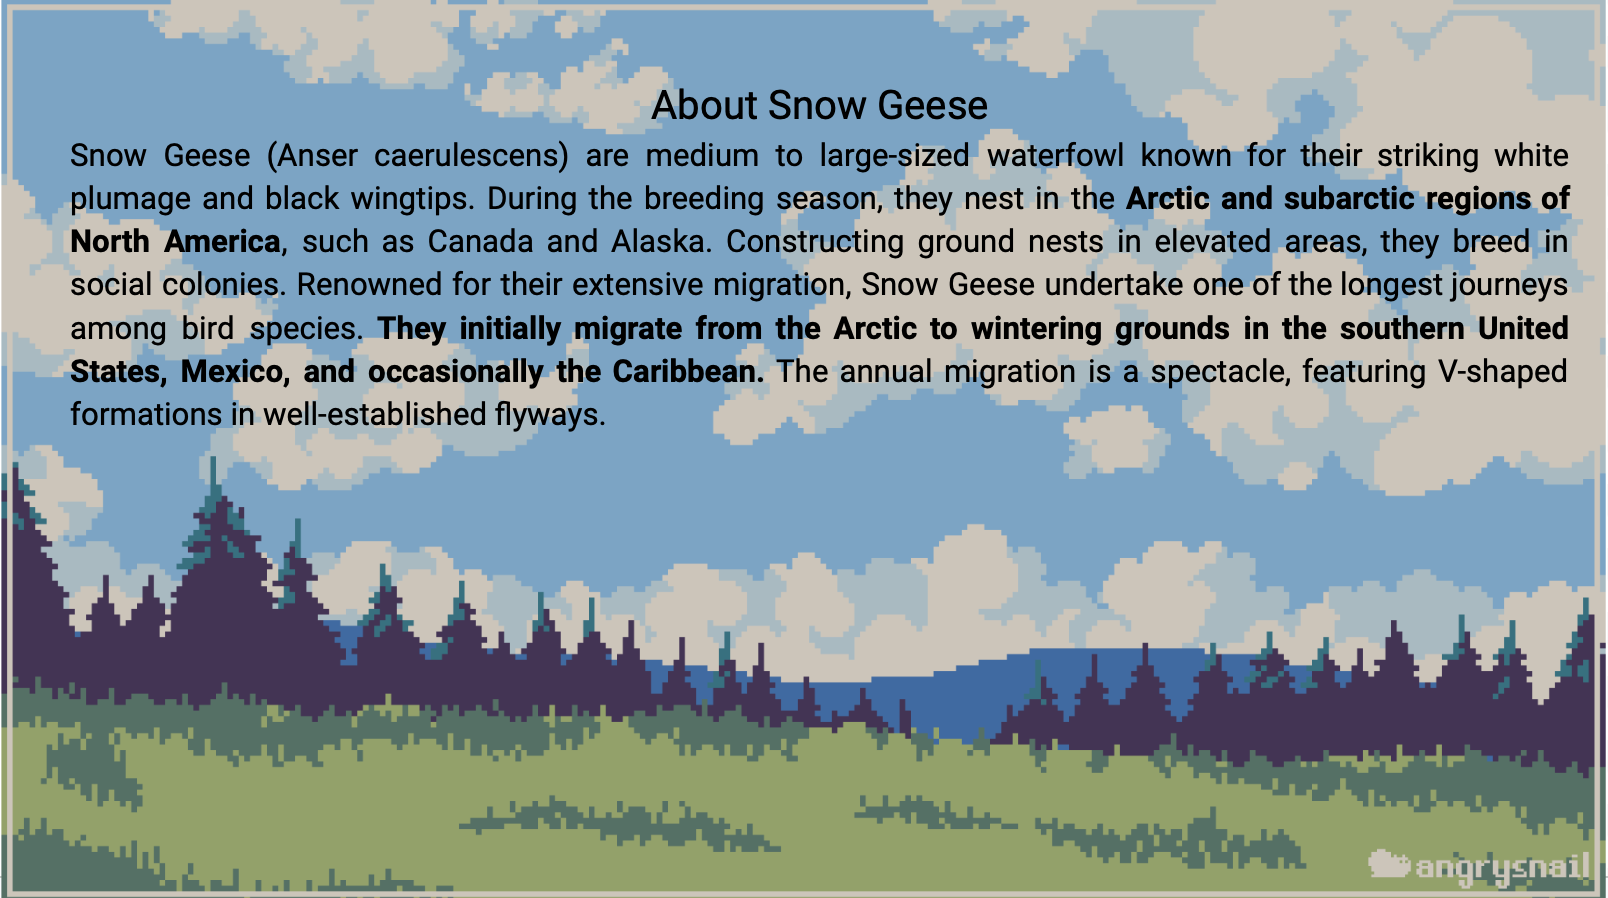 About Snow Geese
Snow Geese (Anser caerulescens) are medium to large-sized waterfowl known for their striking white
plumage and black wingtips. During the breeding season, they nest in the Arctic and subarctic regions of
North America, such as Canada and Alaska. Constructing ground nests in elevated areas, they breed in
social colonies. Renowned for their extensive migration, Snow Geese undertake one of the longest journeys
among bird species. They initially migrate from the Arctic to wintering grounds in the southern United
States, Mexico, and occasionally the Caribbean. The annual migration is a spectacle, featuring V-shaped
formations in well-established flyways.
angrysnail